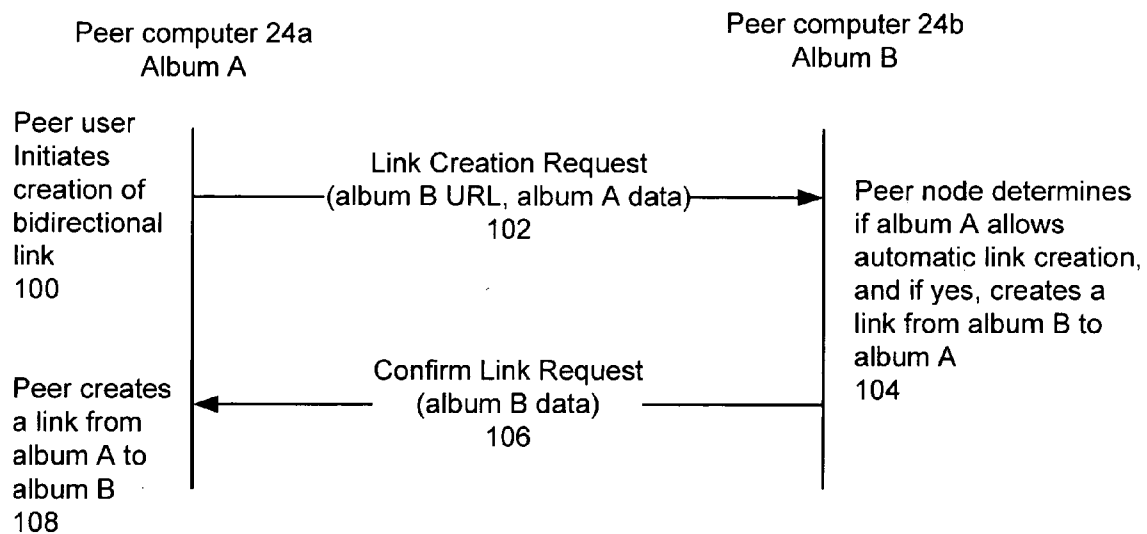 Peer computer 24a
Album A
Peer computer 24b
Album B
Peer user
Initiates
creation of
bidirectional
link
100
Link Creation Request
(album B URL, album A data)
102
Peer node determines
if album A allows
automatic link creation,
and if yes, creates a
link from album B to
album A
104
Confirm Link Request
(album B data)
106
Peer creates
a link from
album A to
album B
108